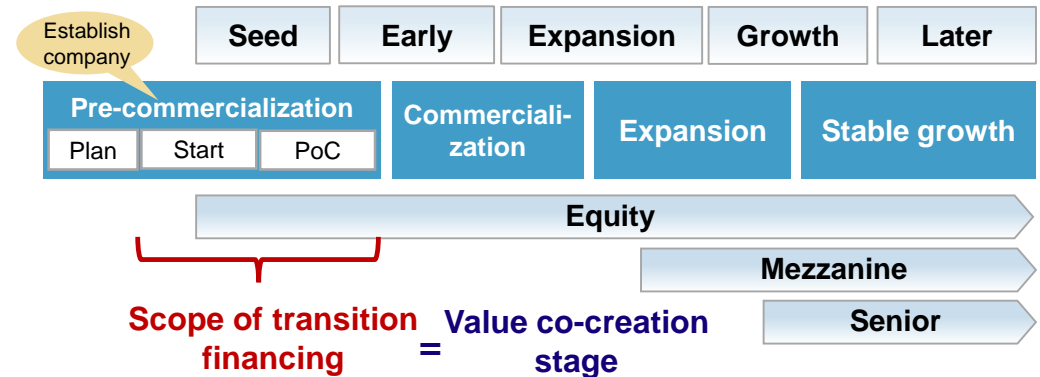 Establish
company
Seed
Early
Expansion
Growth
Later
Pre-commercialization
Plan
Start
PoC
Commerciali-
zation
Expansion
Stable growth
Equity
Mezzanine
Senior
Scope of transition
financing
=
Value co-creation
stage